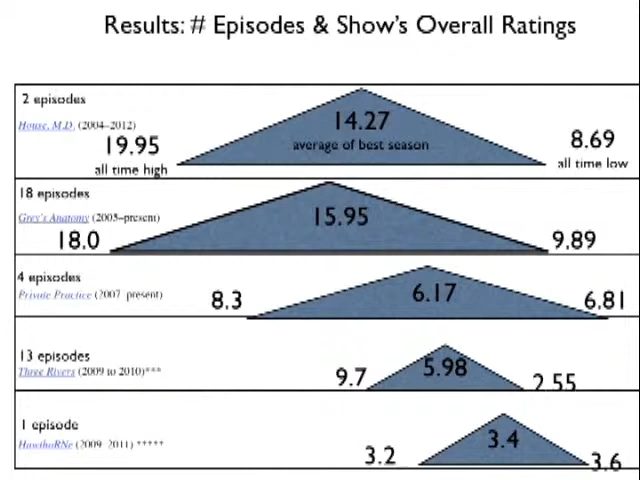 Results: # Episodes & Show's Overall Ratings
2 episodes
House, M.D. (2004–2012)
19.95
all time high
14.27
average of best season
8.69
all time low
18 episodes
Grey's Anatomy (2005–present)
18.0
15.95
9.89
4 episodes
Private Practice (2007–present)
8.3
6.17
6.81
13 episodes
Three Rivers (2009 to 2010)***
9.7
5.98
2.55
1 episode
HawthoRNe (2009–2011) *****
3.2
3.4
3.6